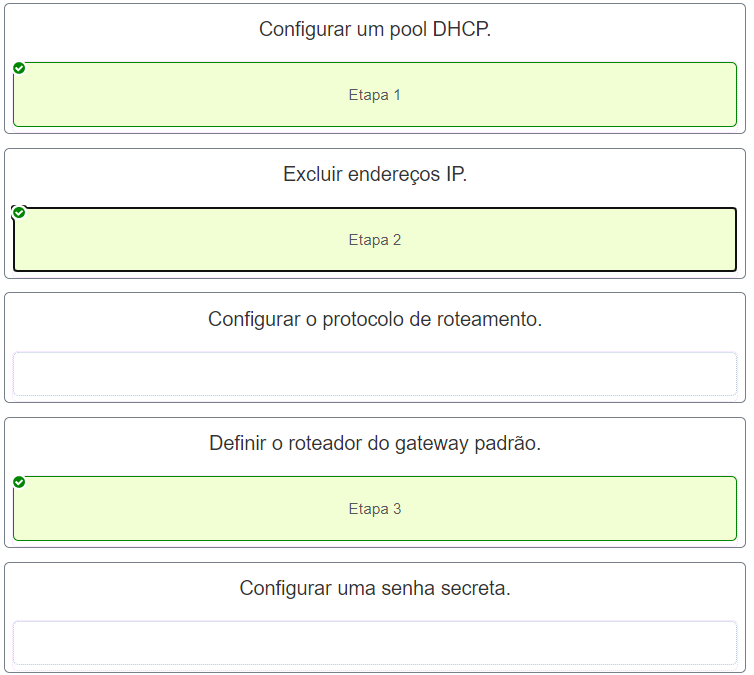 Configurar um pool DHCP.
Etapa 1
Excluir endereços IP.
Etapa 2
Configurar o protocolo de roteamento.
Definir o roteador do gateway padrão.
Etapa 3
Configurar uma senha secreta.